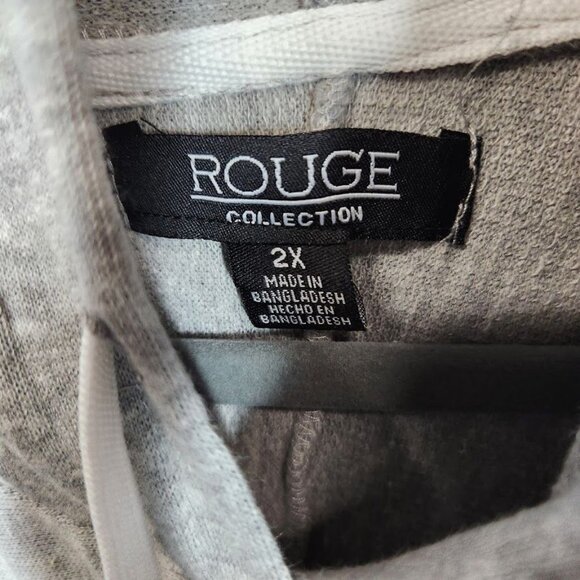 ROUGE
COLLECTION
2X
MADE IN
BANGLADESH
HECHO EN
BANGLADESH